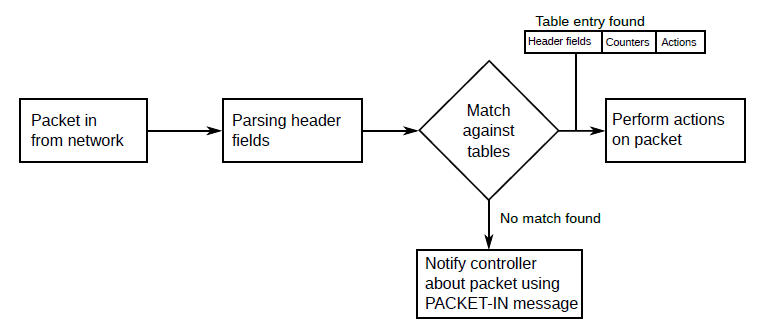 Table entry found
Header fields Counters Actions
Packet in
from network
Parsing header
fields
Match
against
tables
Perform actions
on packet
No match found
Notify controller
about packet using
PACKET-IN message